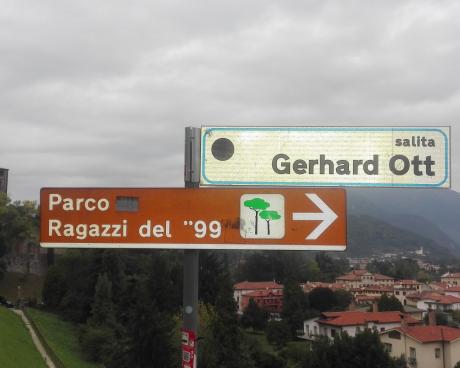 salita
Gerhard Ott
Parco
Ragazzi del "99